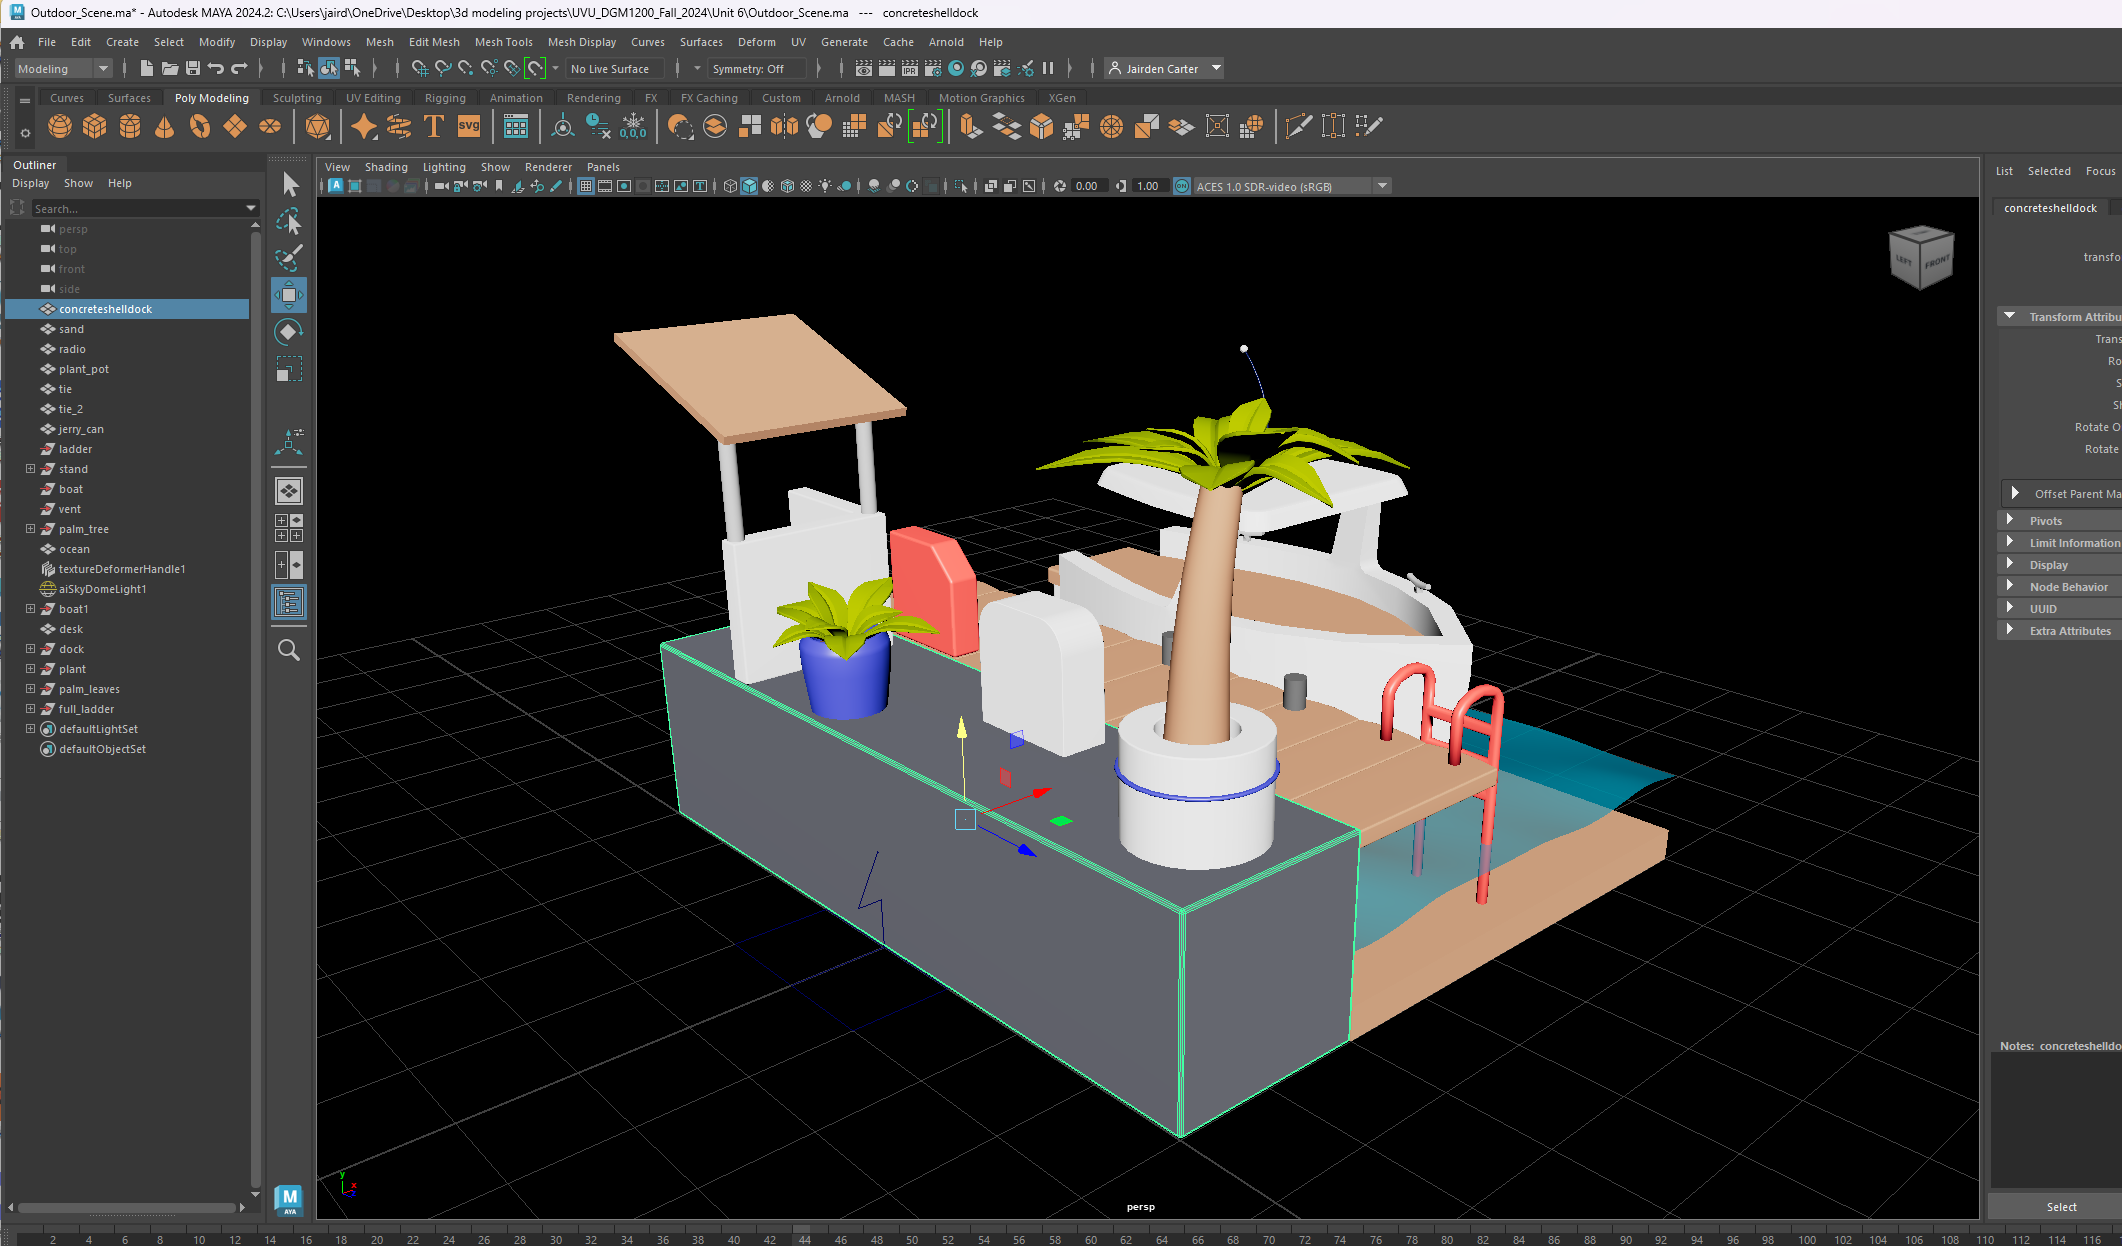 Outdoor_Scene.ma* - Autodesk MAYA 2024.2: C:\Users\jaird\OneDrive\Desktop\3d modeling projects\UVU_DGM1200_Fall_2024\Unit 6\Outdoor_Scene.ma --- concreteshelldock
File Edit Create Select Modify Display Windows Mesh Edit Mesh Mesh Tools Mesh Display Curves Surfaces Deform UV Generate Cache Arnold Help
Modeling No Live Surface Symmetry: Off IPR Jairden Carter
Curves Surfaces Poly Modeling Sculpting UV Editing Rigging Animation Rendering FX FX Caching Custom Arnold MASH Motion Graphics XGen
T SVG 0,0,0
Outliner
Display Show Help
Search...
persp
top
front
side
concreteshelldock
sand
radio
plant_pot
tie
tie_2
jerry_can
ladder
stand
boat
vent
palm_tree
ocean
textureDeformerHandle1
aiSkyDomeLight1
boat1
desk
dock
plant
palm_leaves
full_ladder
defaultLightSet
defaultObjectSet
M
AYA
View Shading Lighting Show Renderer Panels
0.00 1.00 ON ACES 1.0 SDR-video (sRGB)
LEFT FRONT
y x
persp
List Selected Focus
concreteshelldock
transfo
Transform Attribu
Trans
Ro
S
Sh
Rotate O
Rotate
Offset Parent Ma
Pivots
Limit Information
Display
Node Behavior
UUID
Extra Attributes
Notes: concreteshelldo
Select
2 4 6 8 10 12 14 16 18 20 22 24 26 28 30 32 34 36 38 40 42 44 46 48 50 52 54 56 58 60 62 64 66 68 70 72 74 76 78 80 82 84 86 88 90 92 94 96 98 100 102 104 106 108 110 112 114 116